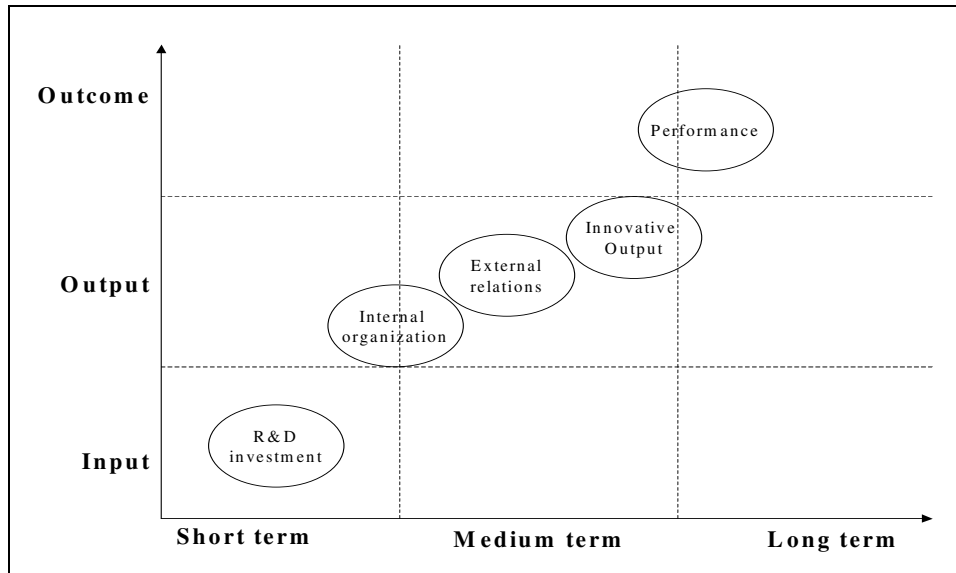 Outcome
Performance
Innovative
Output
External
relations
Output
Internal
organization
R&D
investment
Input
Short term
Medium term
Long term